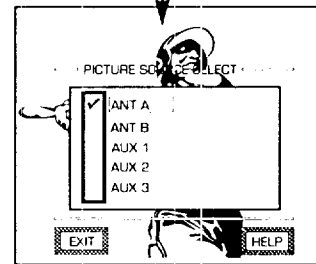 PICTURE SOURCE SELECT
ANT A
ANT B
AUX 1
AUX 2
AUX 3
EXIT
HELP